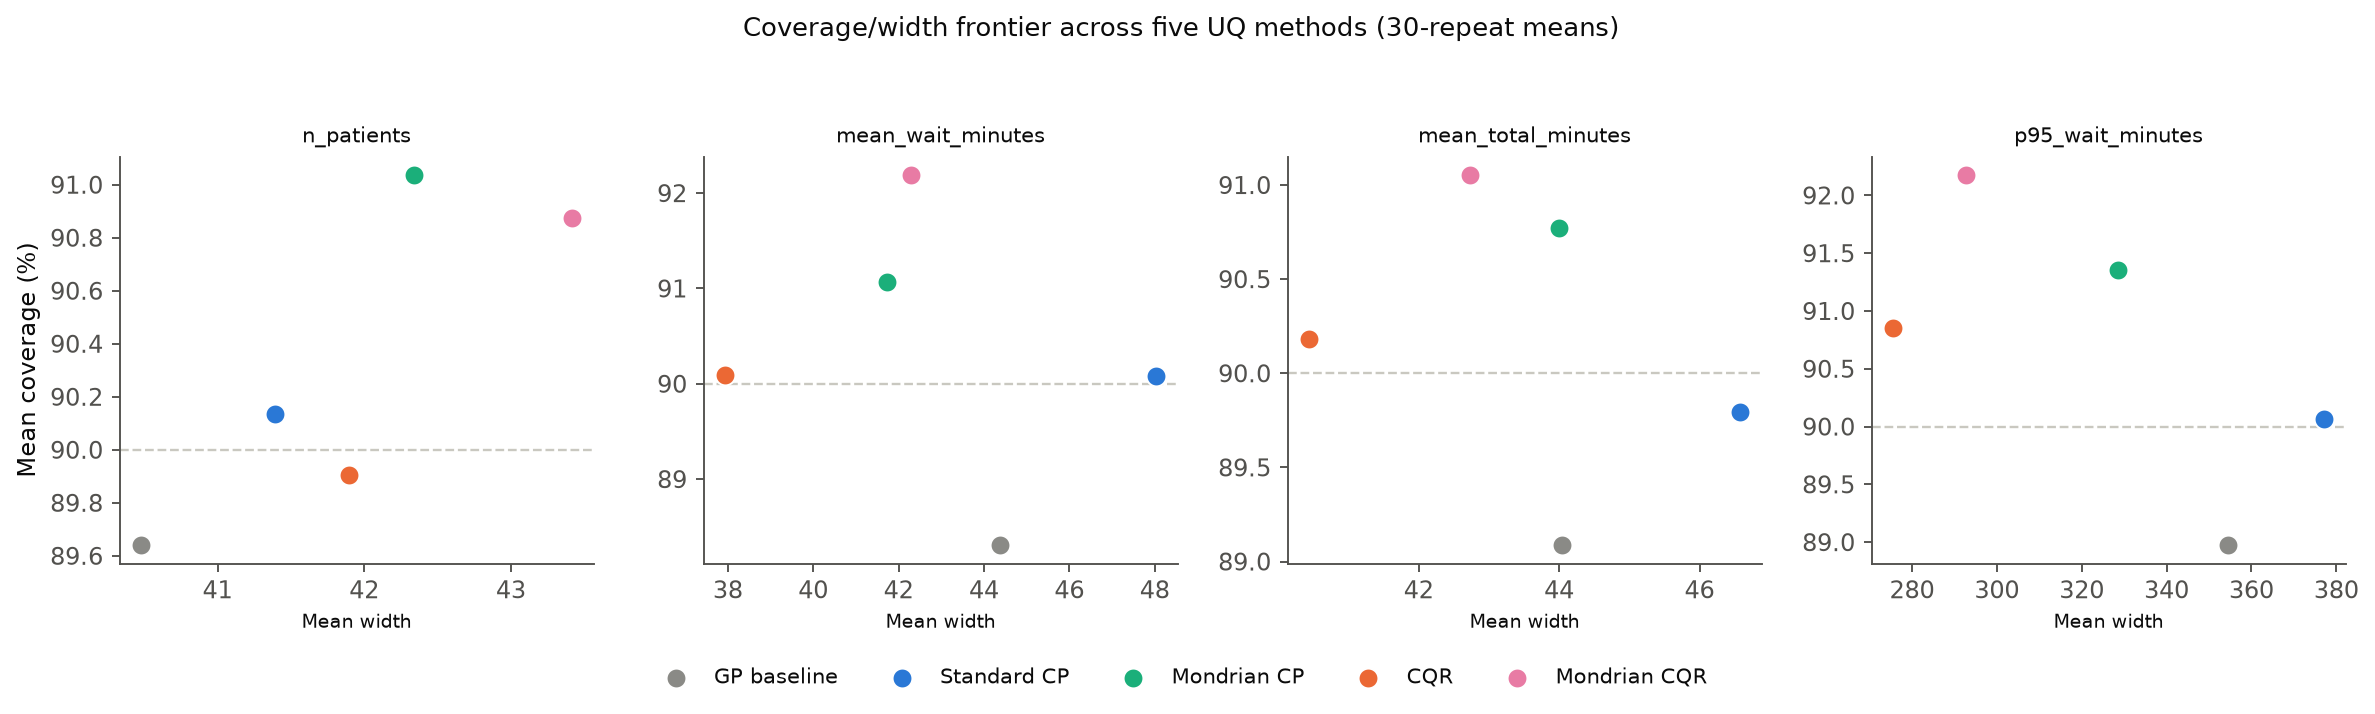 Coverage/width frontier across five UQ methods (30-repeat means)
n_patients
Mean coverage (%)
91.0
90.8
90.6
90.4
90.2
90.0
89.8
89.6
41 42 43
Mean width
mean_wait_minutes
92
91
90
89
38 40 42 44 46 48
Mean width
mean_total_minutes
91.0
90.5
90.0
89.5
89.0
42 44 46
Mean width
p95_wait_minutes
92.0
91.5
91.0
90.5
90.0
89.5
89.0
280 300 320 340 360 380
Mean width
GP baseline Standard CP Mondrian CP CQR Mondrian CQR